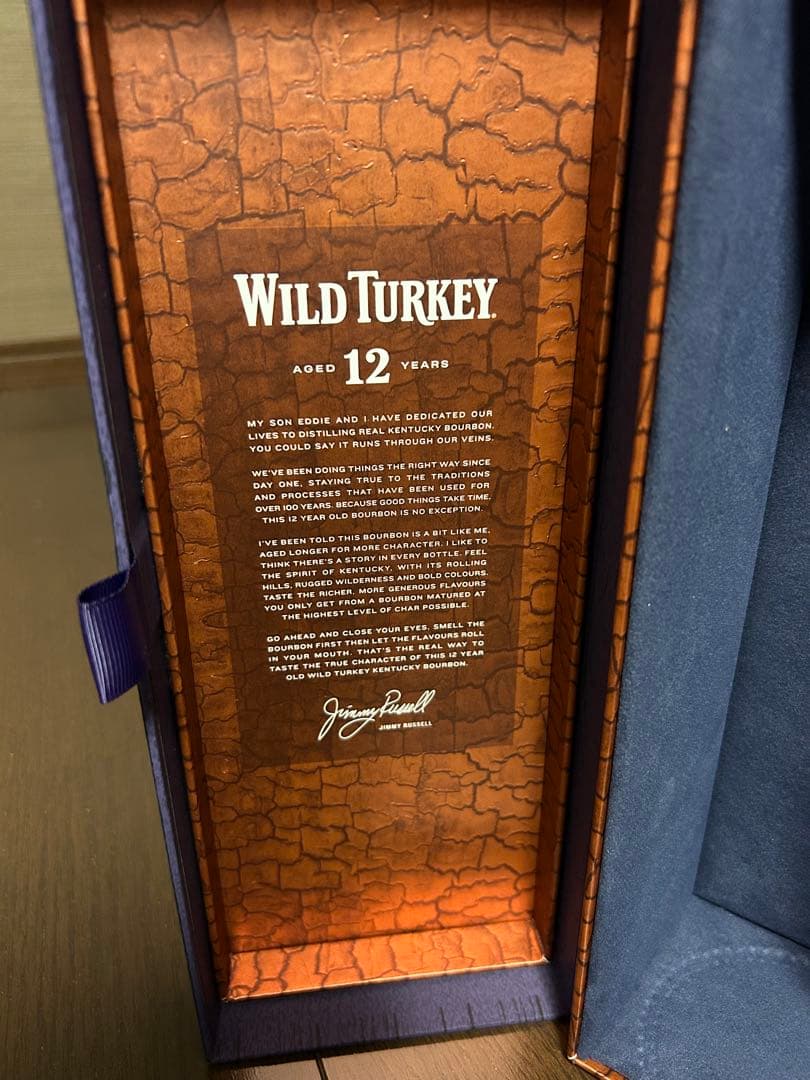 WILD TURKEY.
AGED 12 YEARS
MY SON EDDIE AND I HAVE DEDICATED OUR
LIVES TO DISTILLING REAL KENTUCKY BOURBON.
YOU COULD SAY IT RUNS THROUGH OUR VEINS.
WE'VE BEEN DOING THINGS THE RIGHT WAY SINCE
DAY ONE, STAYING TRUE TO THE TRADITIONS
AND PROCESSES THAT HAVE BEEN USED FOR
OVER 100 YEARS. BECAUSE GOOD THINGS TAKE TIME.
THIS 12 YEAR OLD BOURBON IS NO EXCEPTION.
I'VE BEEN TOLD THIS BOURBON IS A BIT LIKE ME,
AGED LONGER FOR MORE CHARACTER. I LIKE TO
THINK THERE'S A STORY IN EVERY BOTTLE. FEEL
THE SPIRIT OF KENTUCKY, WITH ITS ROLLING
HILLS, RUGGED WILDERNESS AND BOLD COLOURS.
TASTE THE RICHER, MORE GENEROUS FLAVOURS
YOU ONLY GET FROM A BOURBON MATURED AT
THE HIGHEST LEVEL OF CHAR POSSIBLE.
GO AHEAD AND CLOSE YOUR EYES. SMELL THE
BOURBON FIRST THEN LET THE FLAVOURS ROLL
IN YOUR MOUTH. THAT'S THE REAL WAY TO
TASTE THE TRUE CHARACTER OF THIS 12 YEAR
OLD WILD TURKEY KENTUCKY BOURBON.
Jimmy Russell
JIMMY RUSSELL